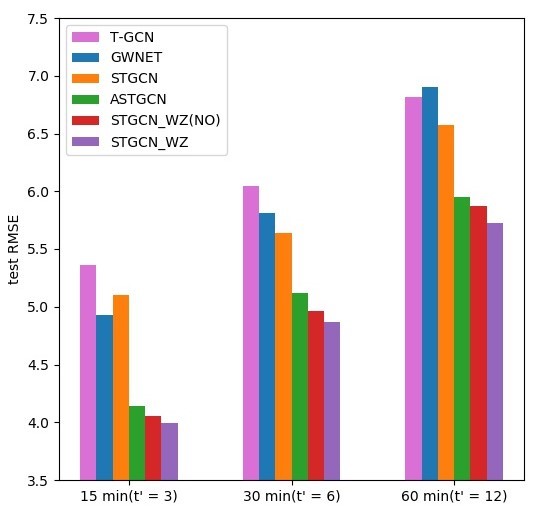 7.5
7.0
6.5
6.0
5.5
5.0
4.5
4.0
3.5
test RMSE
T-GCN
GWNET
STGCN
ASTGCN
STGCN_WZ(NO)
STGCN_WZ
15 min(t' = 3)
30 min(t' = 6)
60 min(t' = 12)